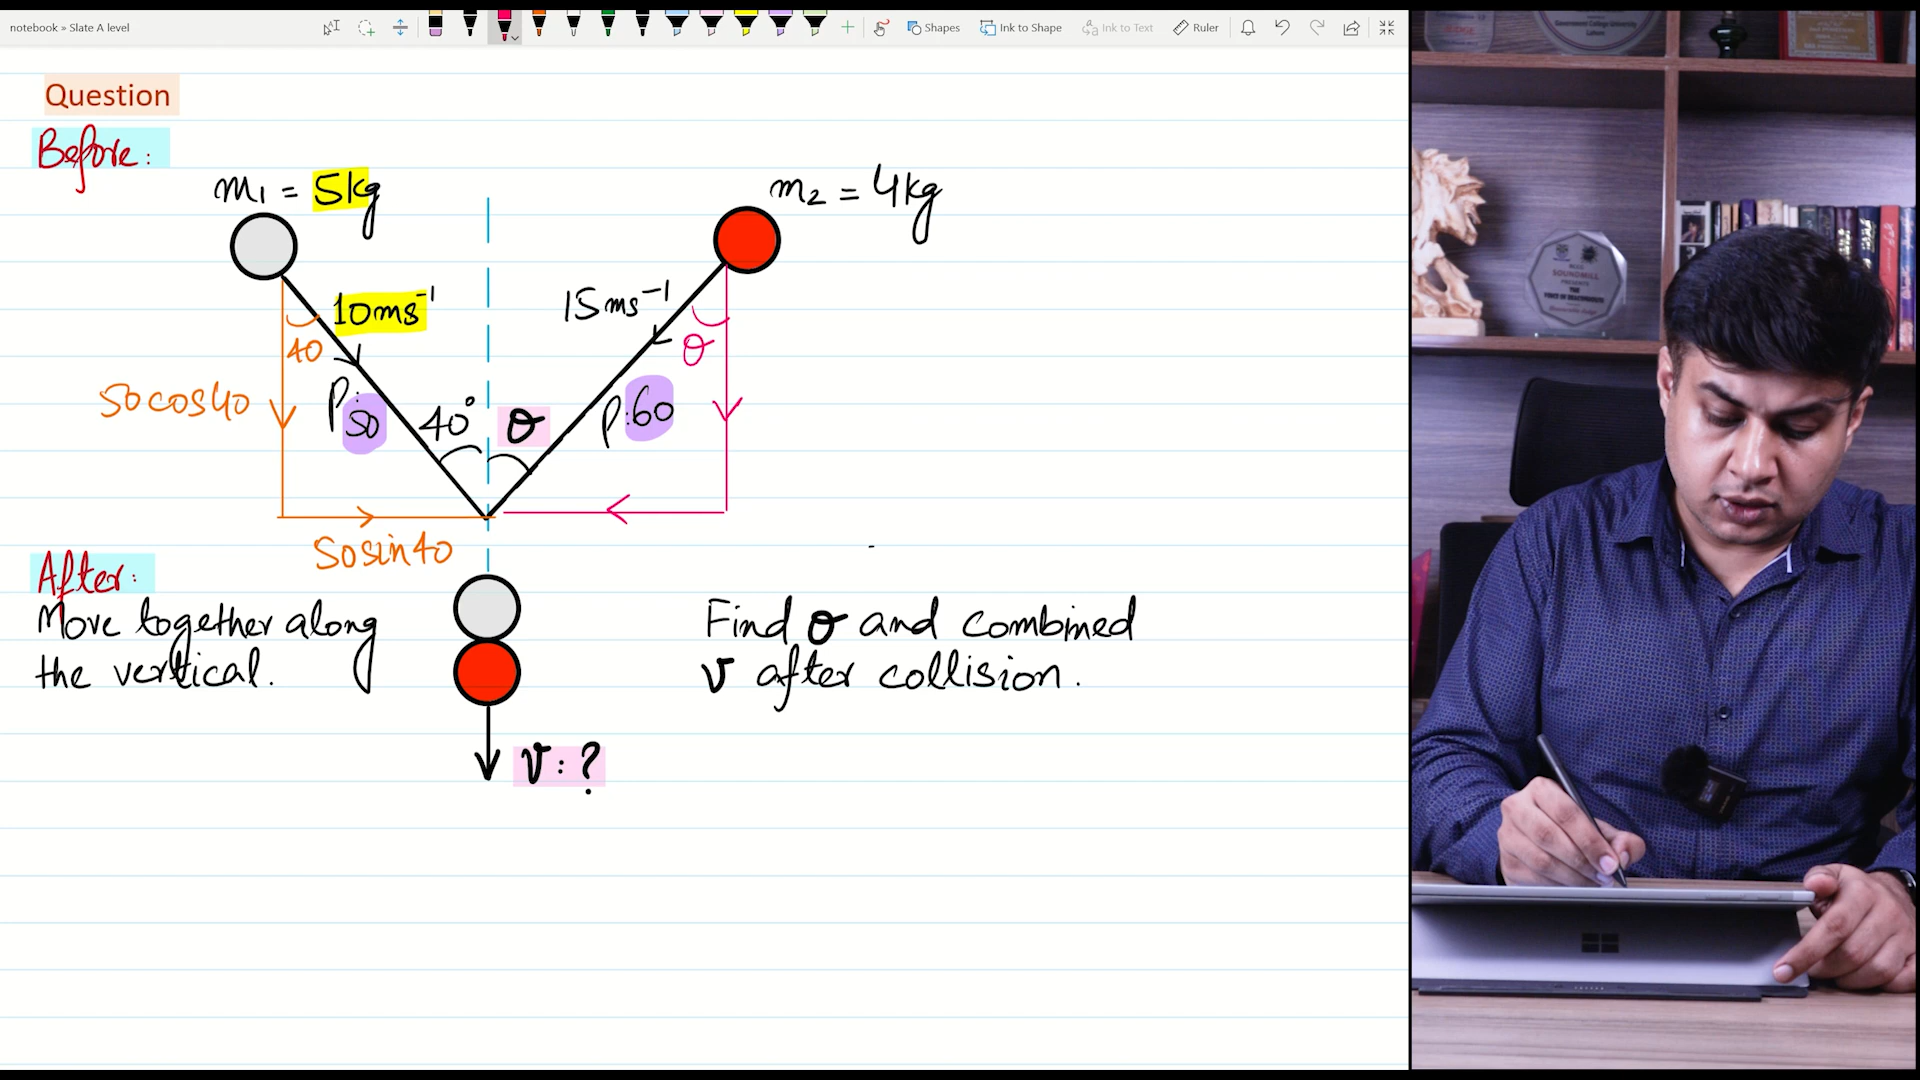 notebook » Slate A level
Shapes
Ink to Shape
Ink to Text
Ruler
Question
Before:
m1 = 5kg
m2 = 4kg
10ms⁻¹
15ms⁻¹
40
θ
50cos40
P:50
40°
θ
P:60
50sin40
After:
Move together along
the vertical.
Find θ and combined
v after collision.
v:?
SOUNDMILL